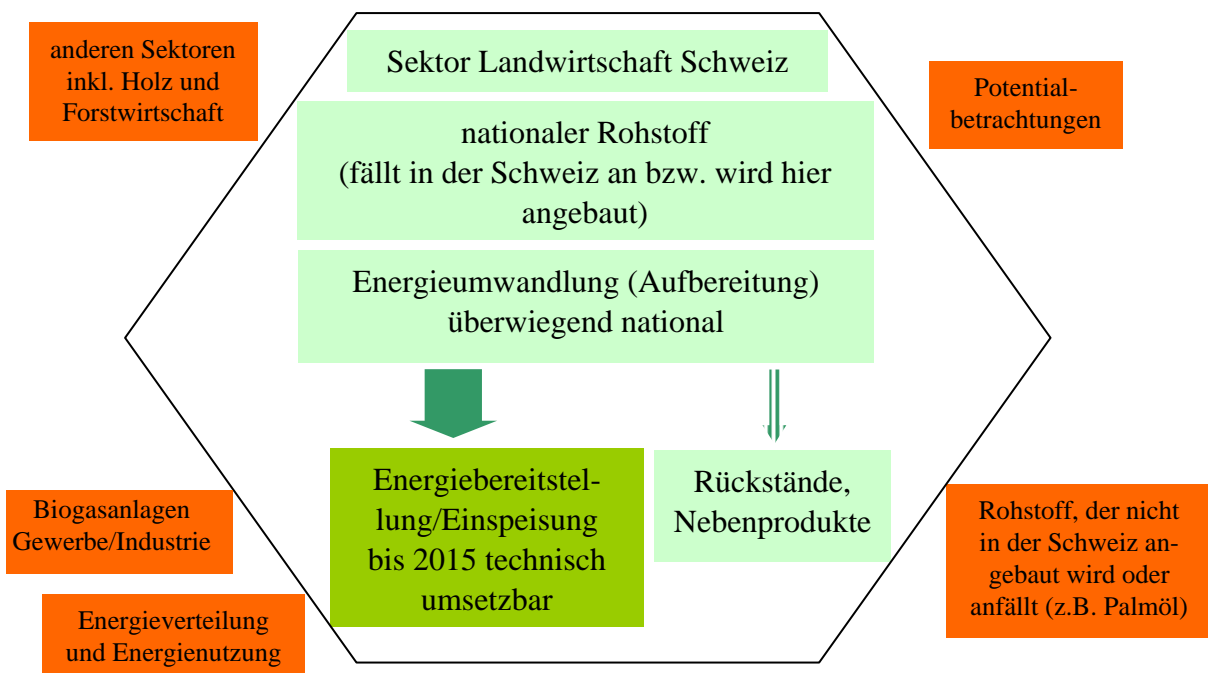 anderen Sektoren
inkl. Holz und
Forstwirtschaft
Sektor Landwirtschaft Schweiz
Potential-
betrachtungen
nationaler Rohstoff
(fällt in der Schweiz an bzw. wird hier
angebaut)
Energieumwandlung (Aufbereitung)
überwiegend national
Energiebereitstel-
lung/Einspeisung
bis 2015 technisch
umsetzbar
Rückstände,
Nebenprodukte
Biogasanlagen
Gewerbe/Industrie
Energieverteilung
und Energienutzung
Rohstoff, der nicht
in der Schweiz an-
gebaut wird oder
anfällt (z.B. Palmöl)